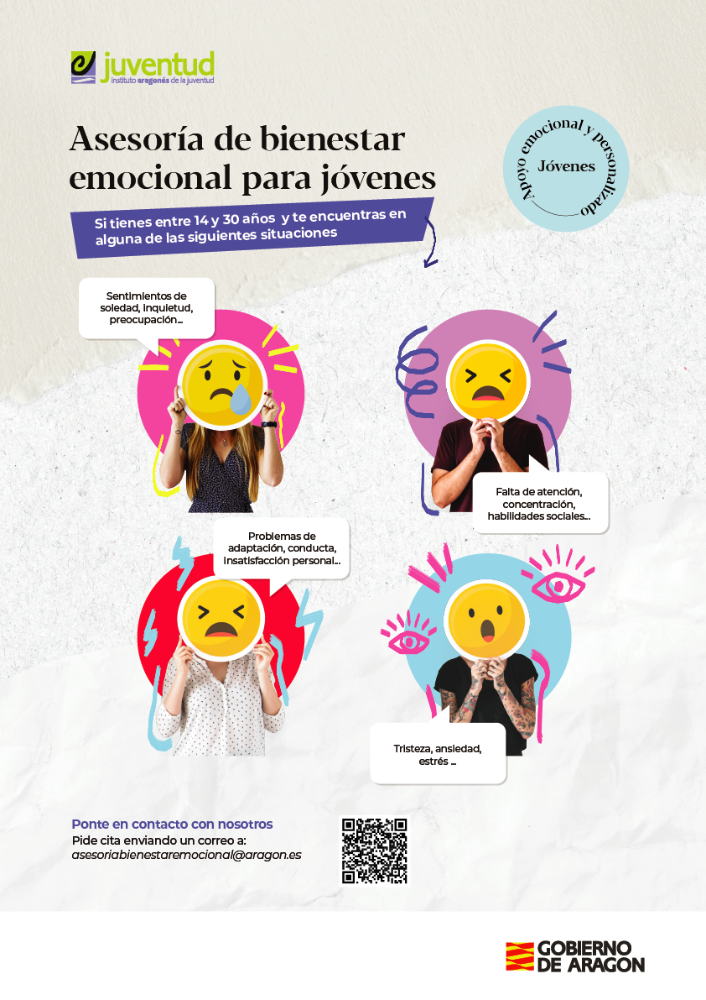 juventud
instituto aragonés de la juventud
Asesoría de bienestar
emocional para jóvenes
Apoyo emocional y personalizado
Jóvenes
Si tienes entre 14 y 30 años y te encuentras en
alguna de las siguientes situaciones
Sentimientos de
soledad, inquietud,
preocupación...
Falta de atención,
concentración,
habilidades sociales...
Problemas de
adaptación, conducta,
insatisfacción personal...
Tristeza, ansiedad,
estrés ...
Ponte en contacto con nosotros
Pide cita enviando un correo a:
asesoriabienestaremocional@aragon.es
GOBIERNO
DE ARAGON